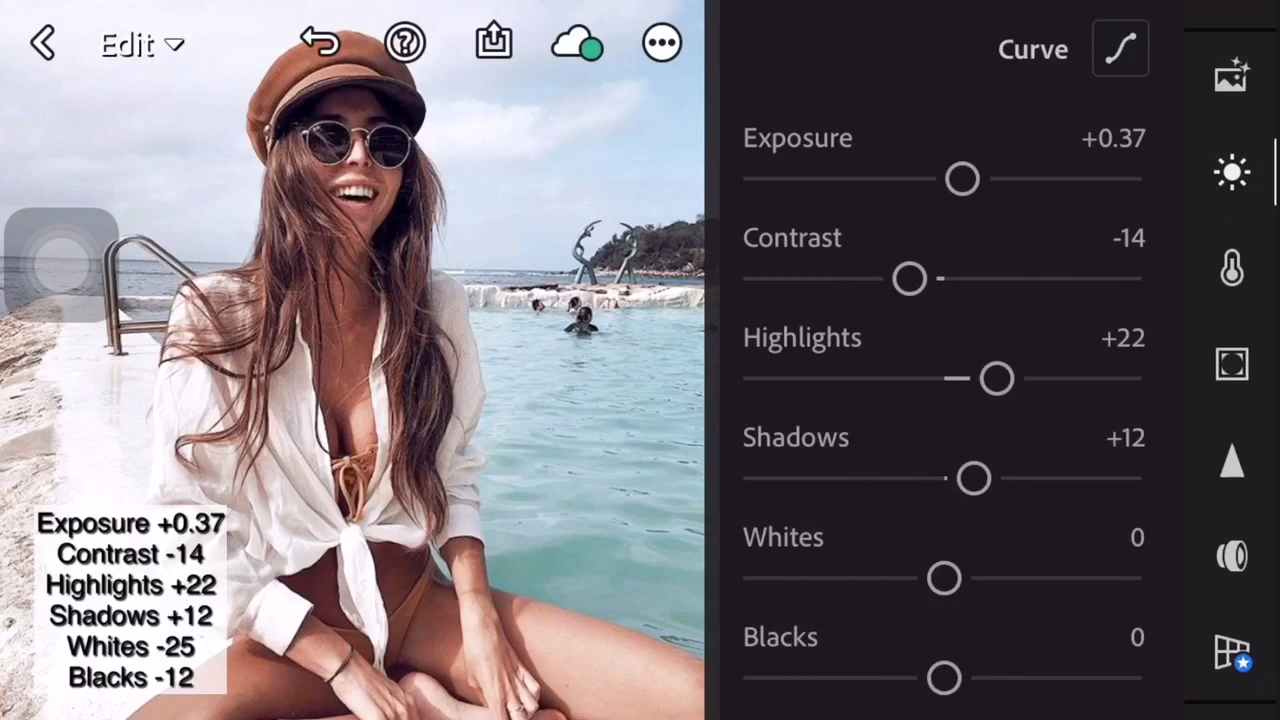 Edit
Curve
Exposure +0.37
Contrast -14
Highlights +22
Shadows +12
Whites 0
Blacks 0
Exposure +0.37
Contrast -14
Highlights +22
Shadows +12
Whites -25
Blacks -12